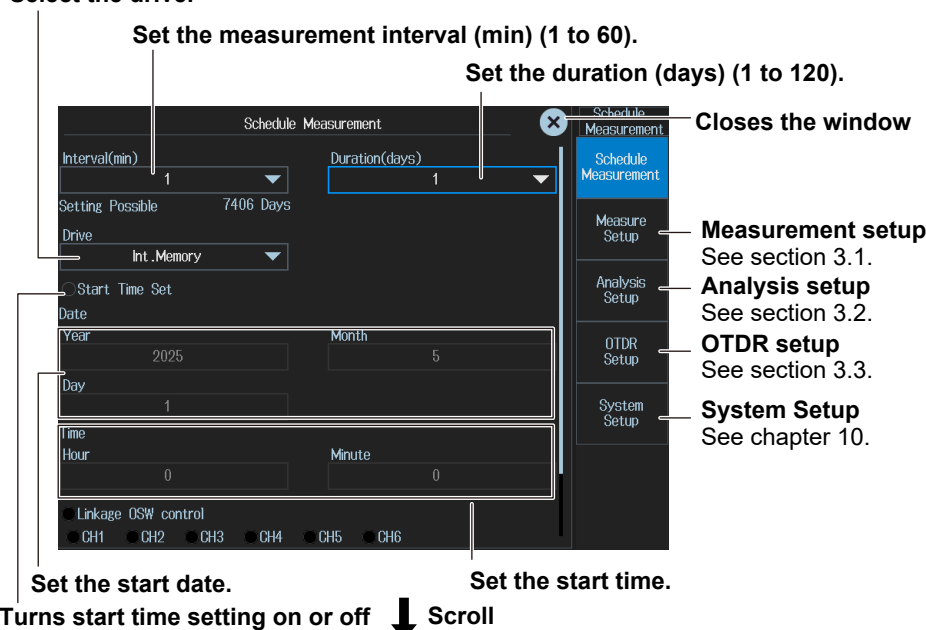 Select the drive.
Set the measurement interval (min) (1 to 60).
Set the duration (days) (1 to 120).
Schedule Measurement
Closes the window
Schedule
Measurement
Interval(min)
Duration(days)
1
1
Schedule
Measurement
Setting Possible 7406 Days
Drive
Int.Memory
Measure
Setup
Measurement setup
See section 3.1.
Start Time Set
Analysis
Setup
Analysis setup
See section 3.2.
Date
Year
Month
2025
5
OTDR
Setup
OTDR setup
See section 3.3.
Day
1
System
Setup
System Setup
See chapter 10.
Time
Hour
Minute
0
0
Linkage OSW control
CH1 CH2 CH3 CH4 CH5 CH6
Set the start date.
Set the start time.
Turns start time setting on or off
Scroll